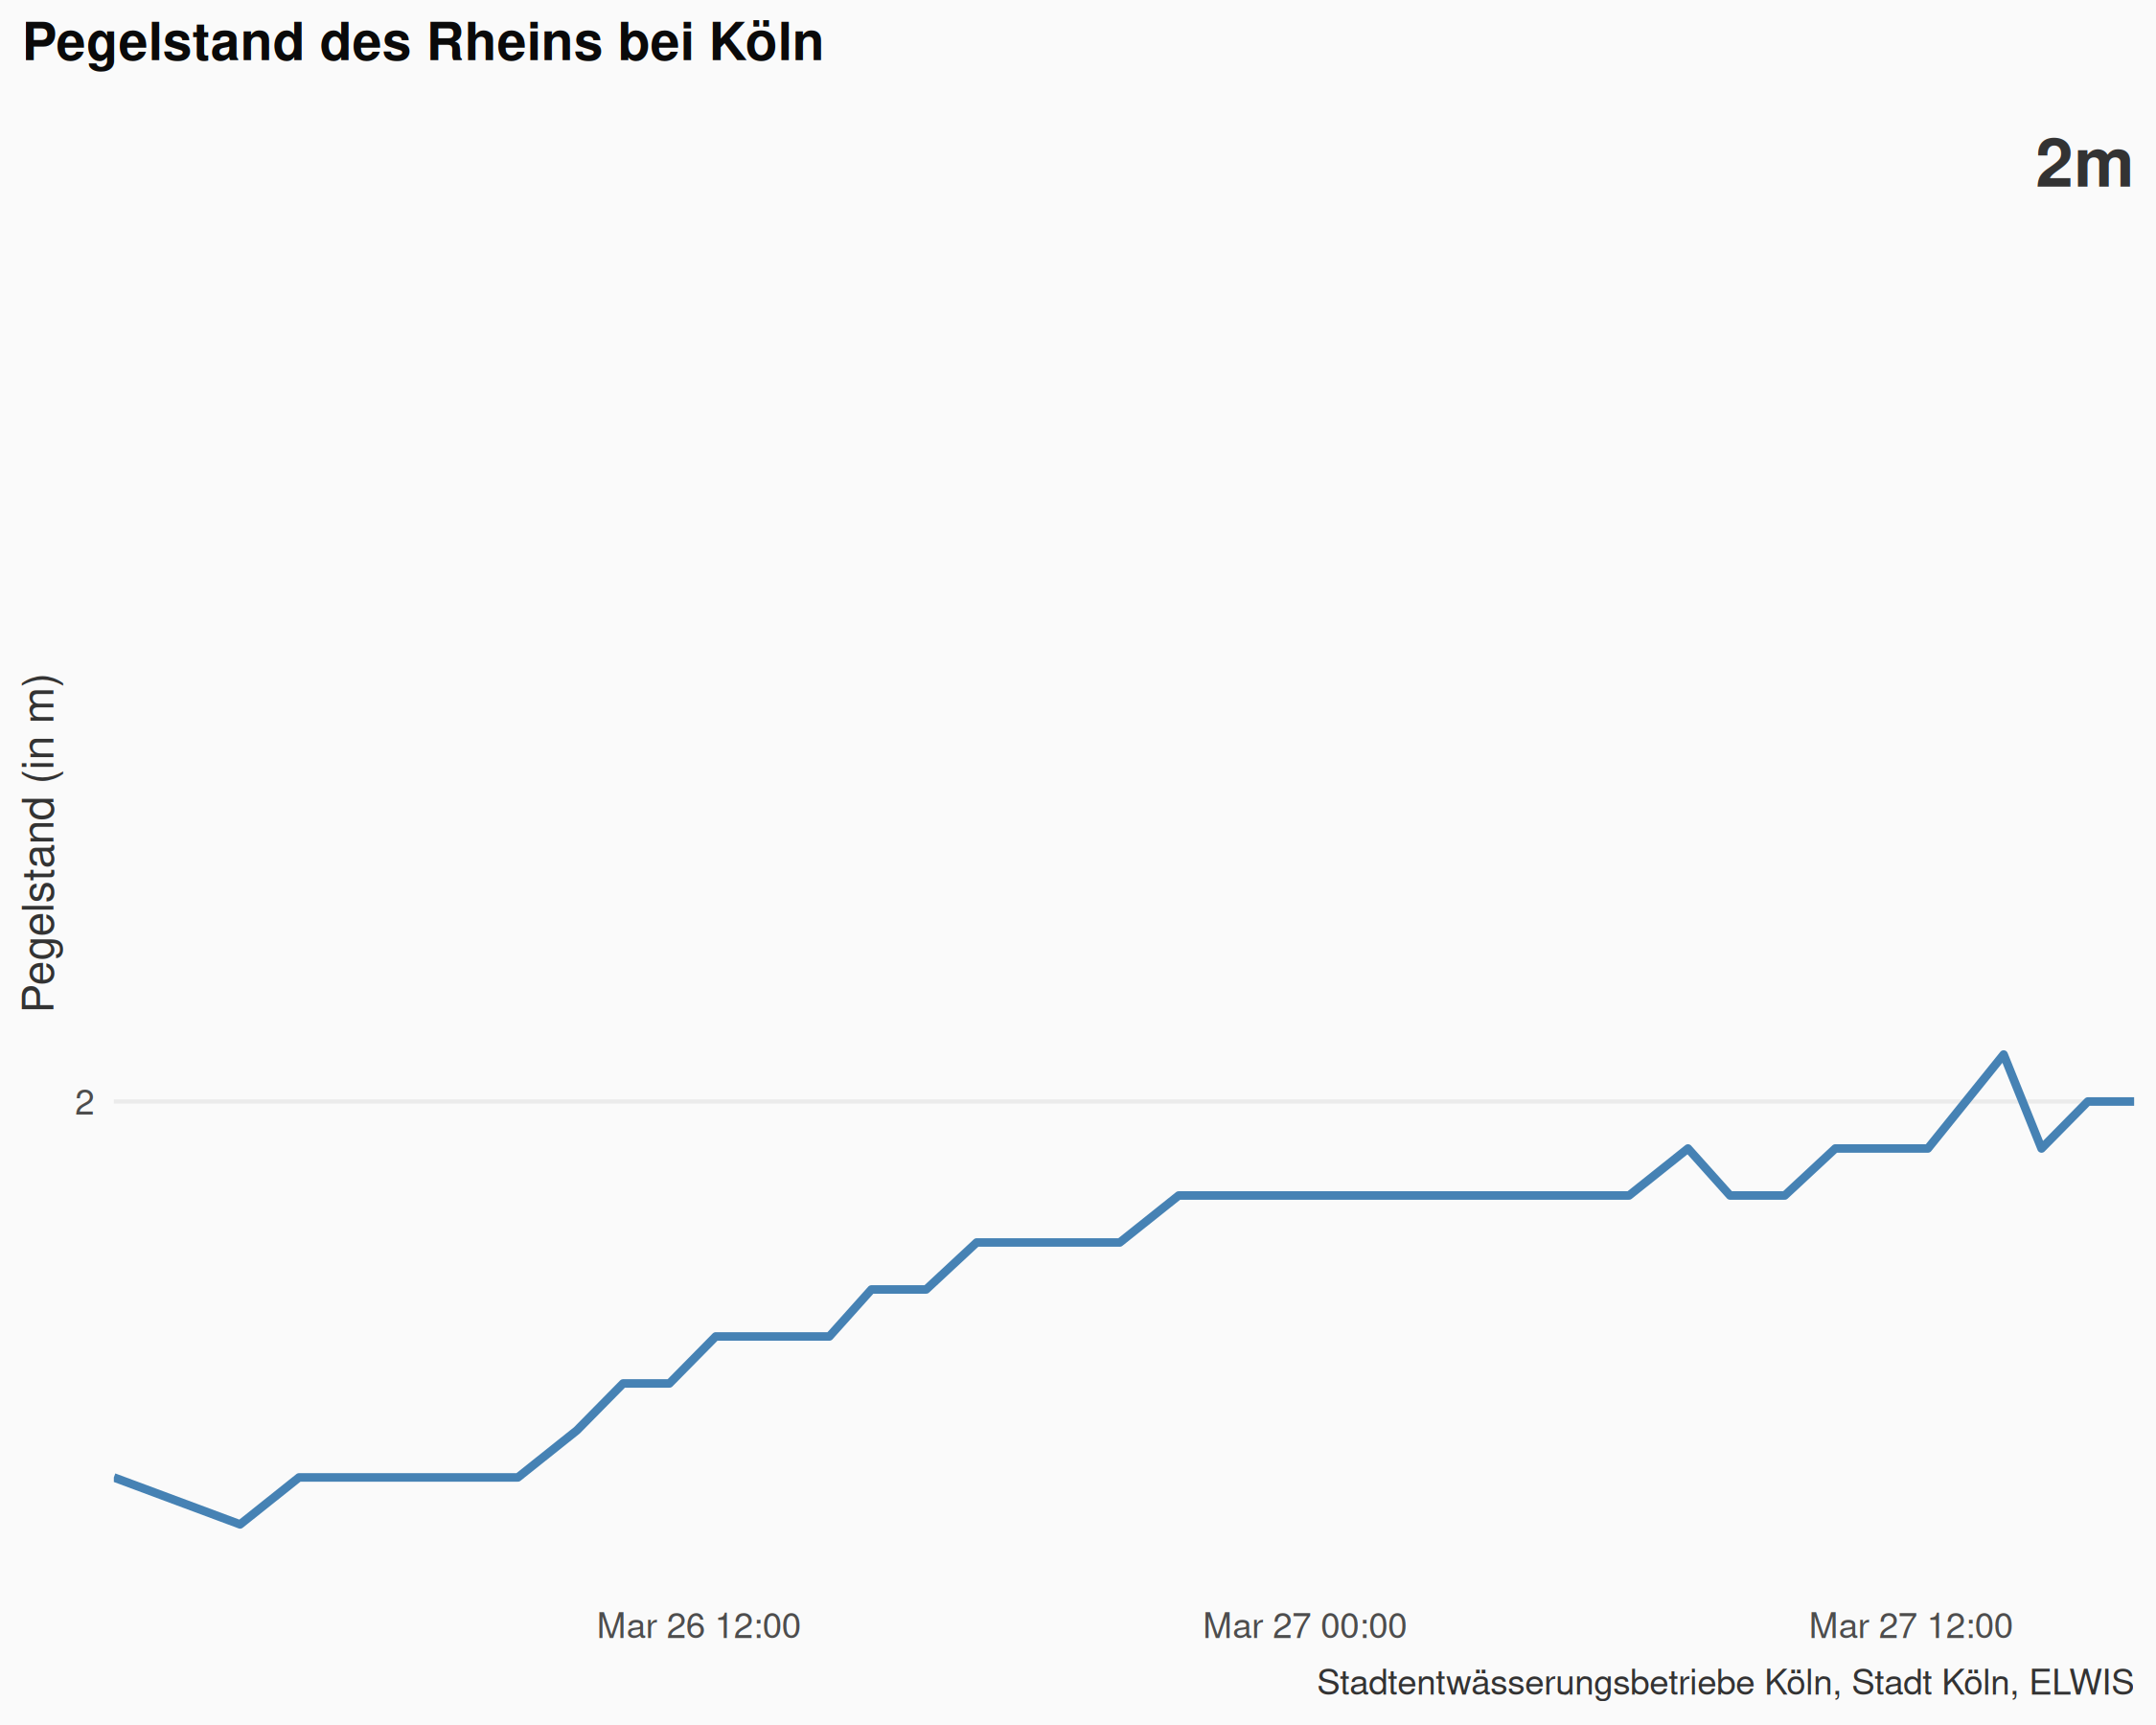 Pegelstand des Rheins bei Köln
2m
Pegelstand (in m)
2
Mar 26 12:00
Mar 27 00:00
Mar 27 12:00
Stadtentwässerungsbetriebe Köln, Stadt Köln, ELWIS